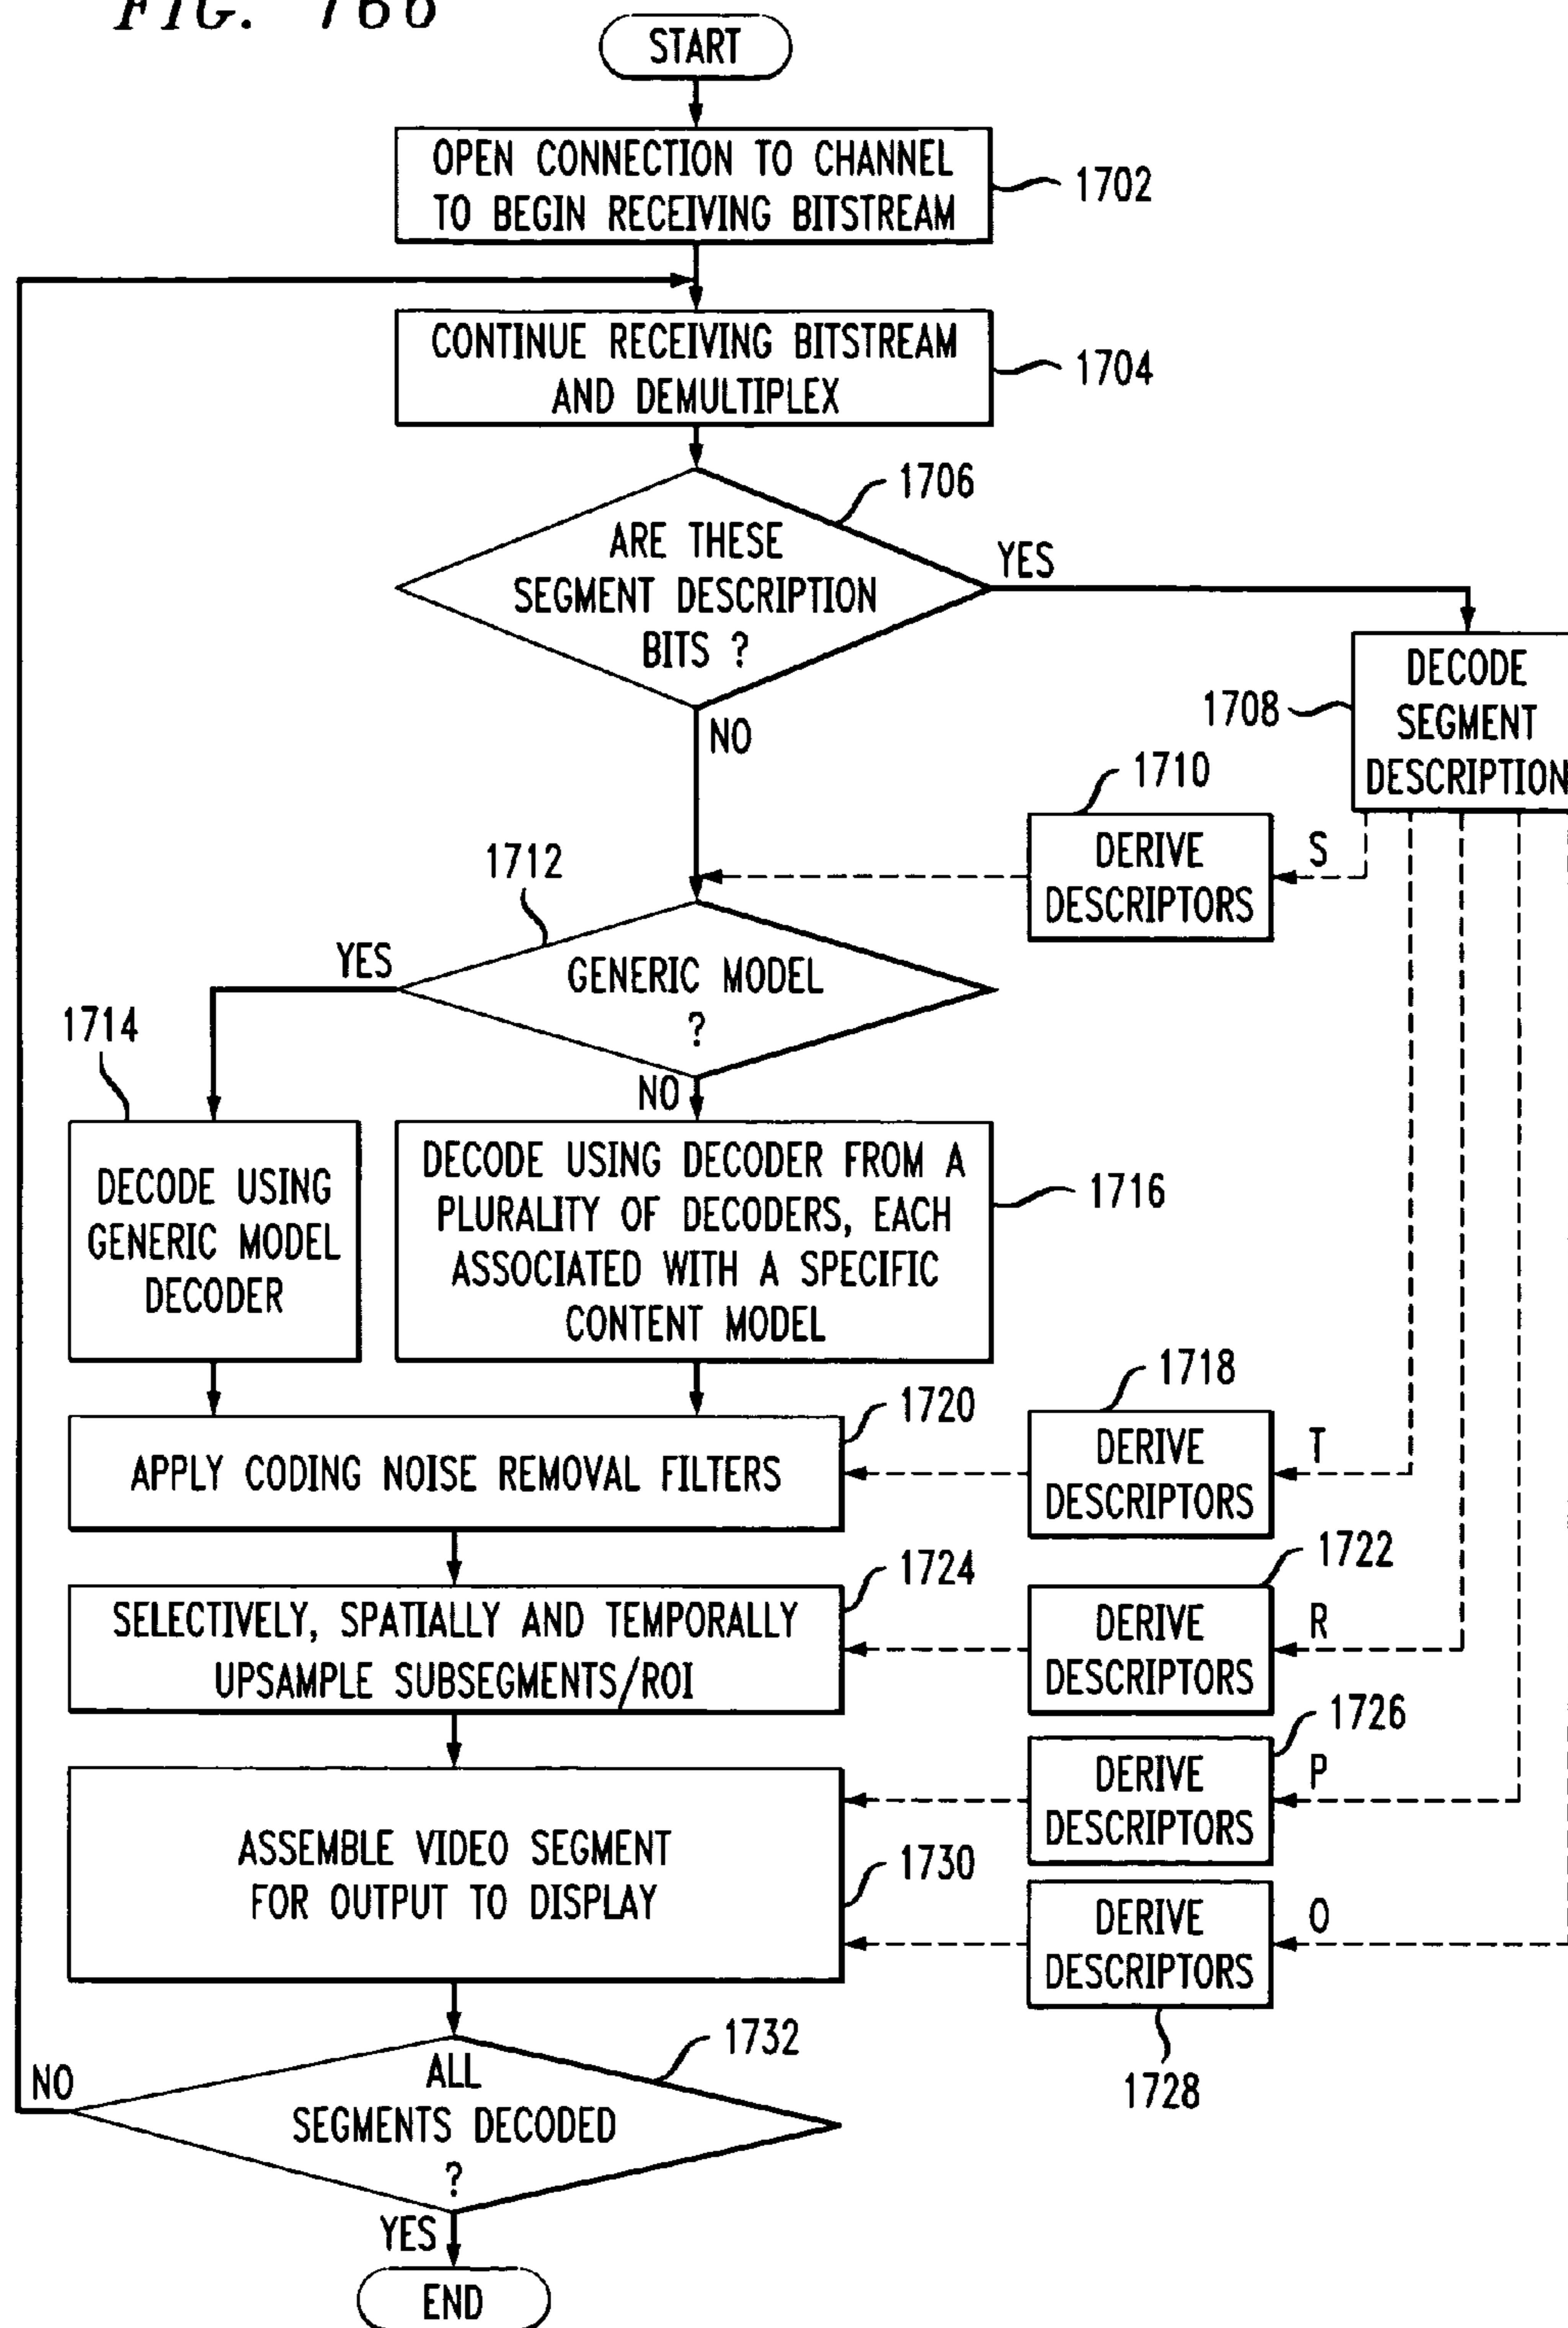 FIG. 16B
START
OPEN CONNECTION TO CHANNEL
TO BEGIN RECEIVING BITSTREAM
1702
CONTINUE RECEIVING BITSTREAM
AND DEMULTIPLEX
1704
1706
ARE THESE
SEGMENT DESCRIPTION
BITS ?
YES
NO
DECODE
SEGMENT
DESCRIPTION
1708
1710
DERIVE
DESCRIPTORS
S
1712
GENERIC MODEL
?
YES
NO
1714
DECODE USING
GENERIC MODEL
DECODER
DECODE USING DECODER FROM A
PLURALITY OF DECODERS, EACH
ASSOCIATED WITH A SPECIFIC
CONTENT MODEL
1716
1718
DERIVE
DESCRIPTORS
T
1720
APPLY CODING NOISE REMOVAL FILTERS
1722
DERIVE
DESCRIPTORS
R
1724
SELECTIVELY, SPATIALLY AND TEMPORALLY
UPSAMPLE SUBSEGMENTS/ROI
1726
DERIVE
DESCRIPTORS
P
ASSEMBLE VIDEO SEGMENT
FOR OUTPUT TO DISPLAY
1730
DERIVE
DESCRIPTORS
O
1728
1732
ALL
SEGMENTS DECODED
?
NO
YES
END